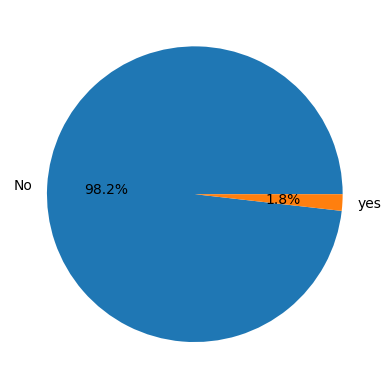 No
98.2%
1.8%
yes